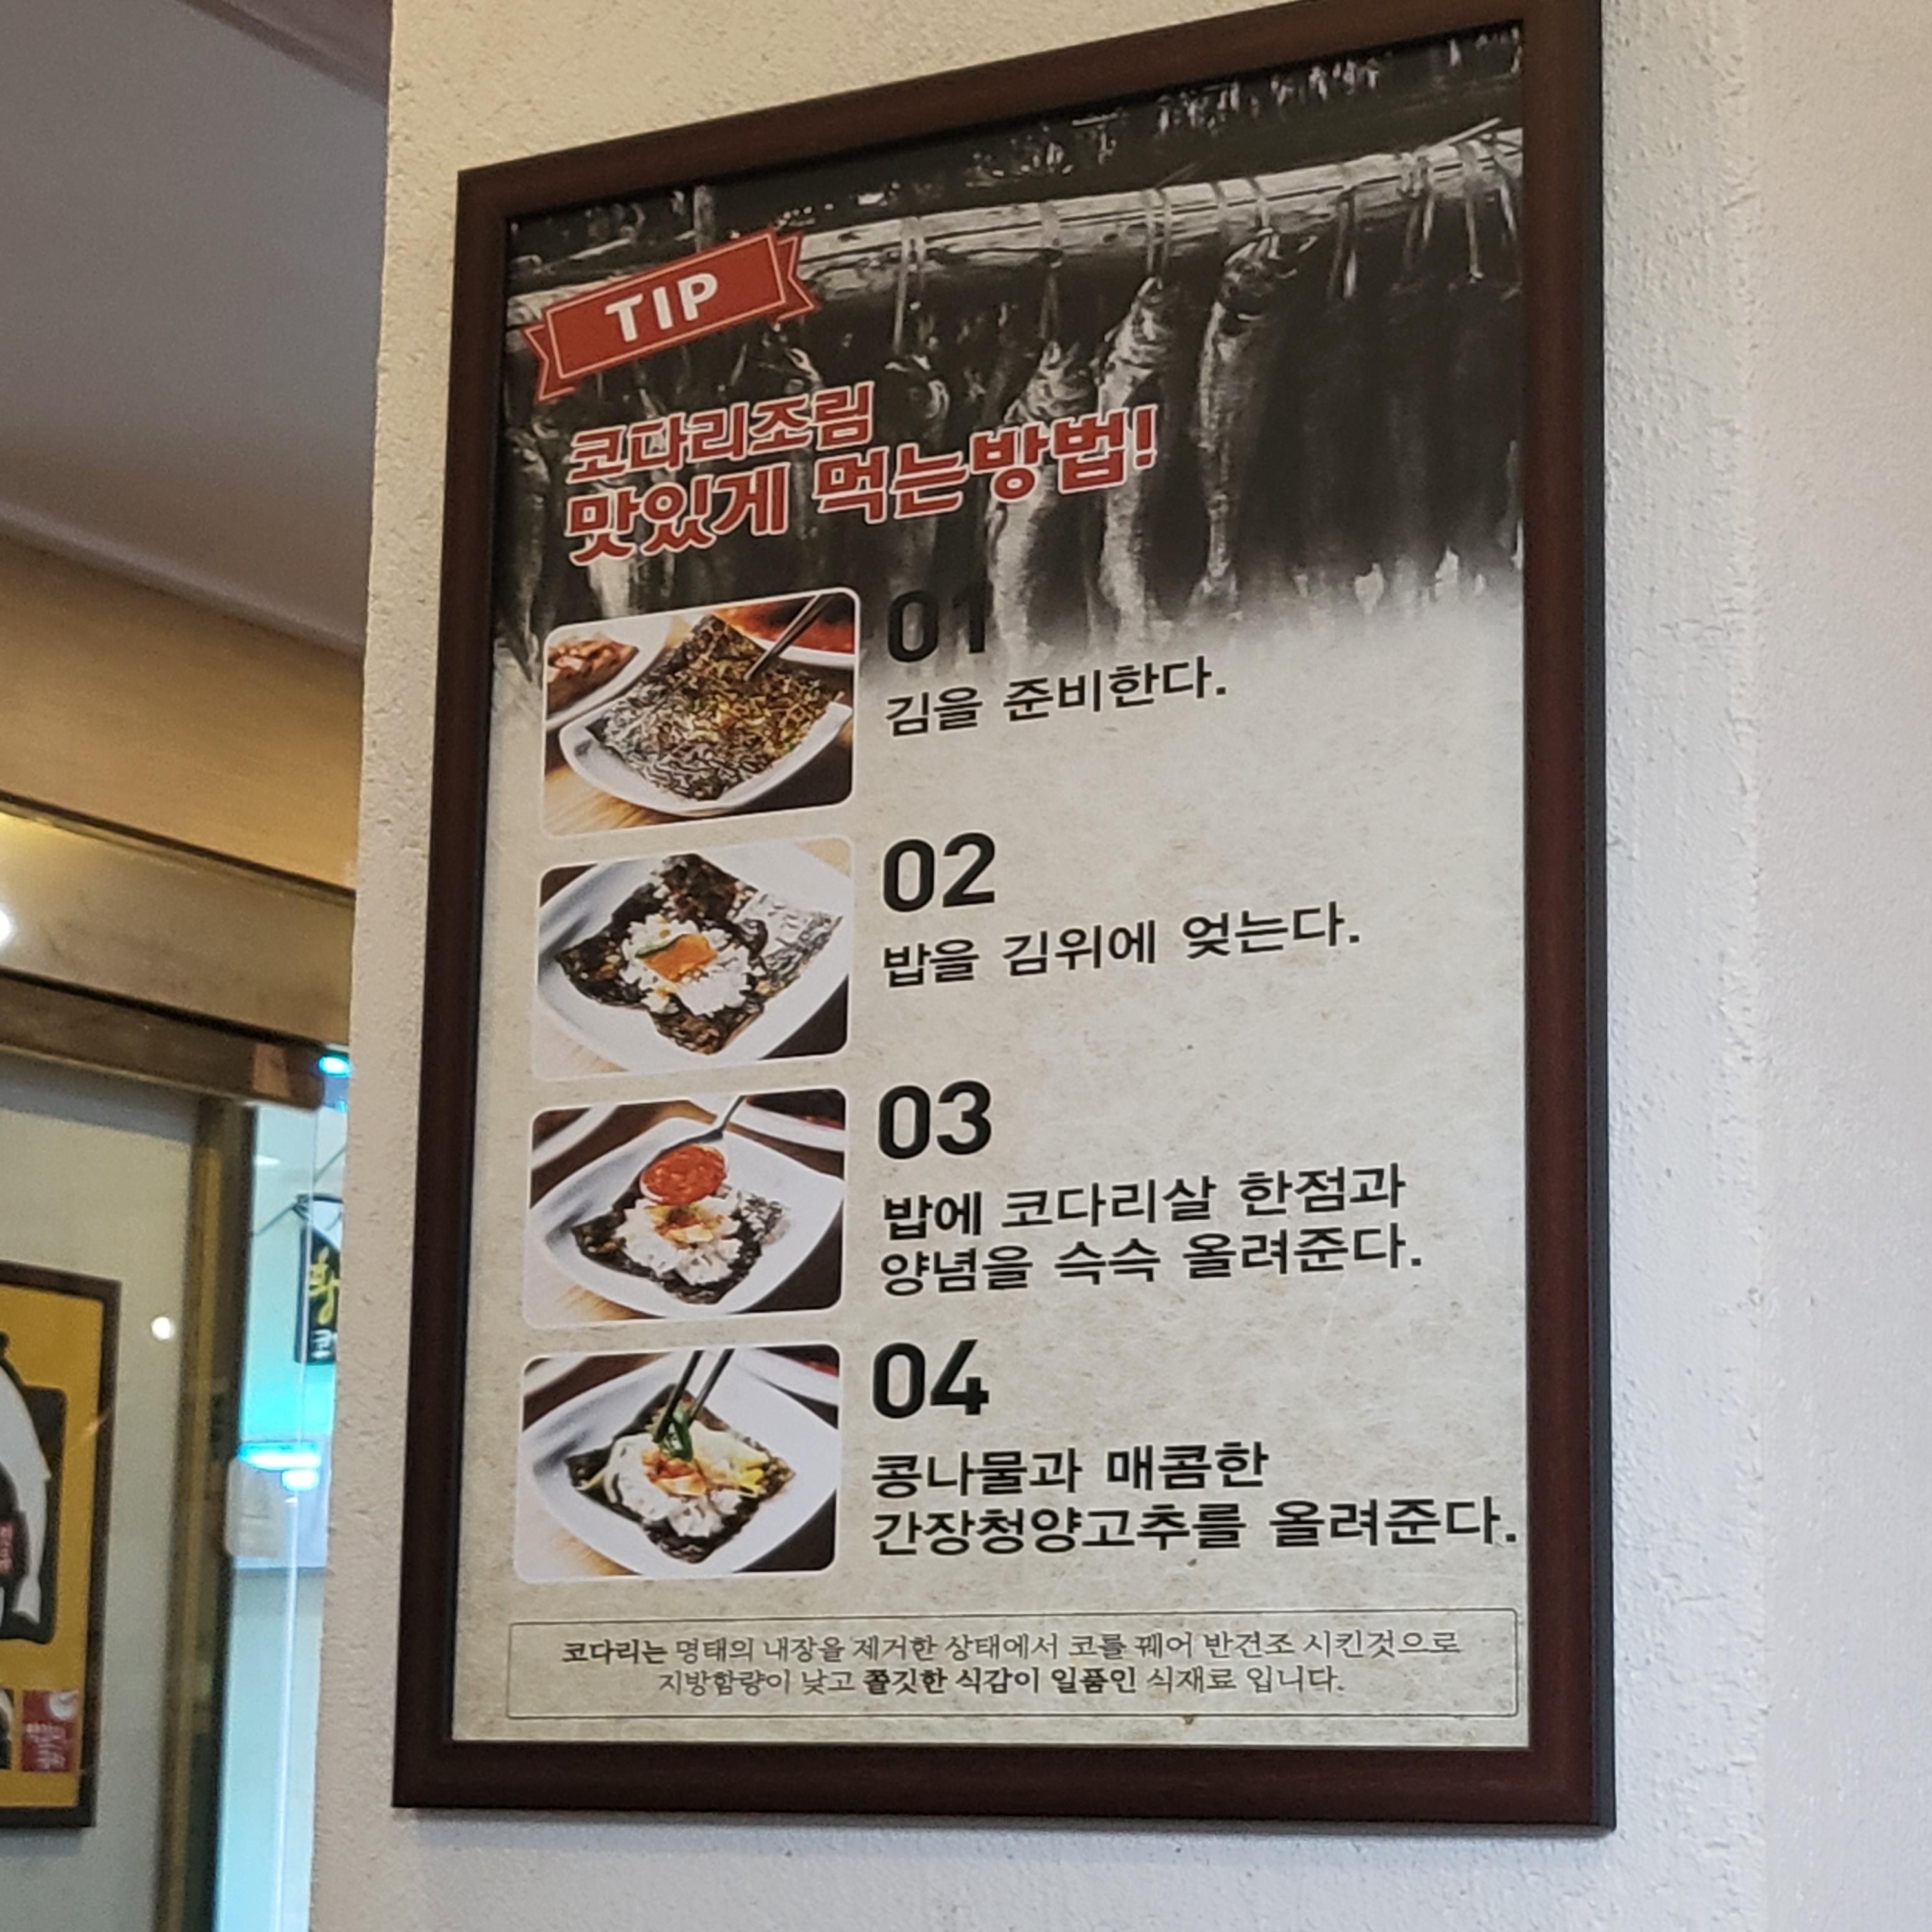 TIP
코다리조림
맛있게 먹는방법!
01
김을 준비한다.
02
밥을 김위에 얹는다.
03
밥에 코다리살 한점과
양념을 슥슥 올려준다.
04
콩나물과 매콤한
간장청양고추를 올려준다.
코다리는 명태의 내장을 제거한 상태에서 코를 꿰어 반건조 시킨것으로
지방함량이 낮고 쫄깃한 식감이 일품인 식재료 입니다.